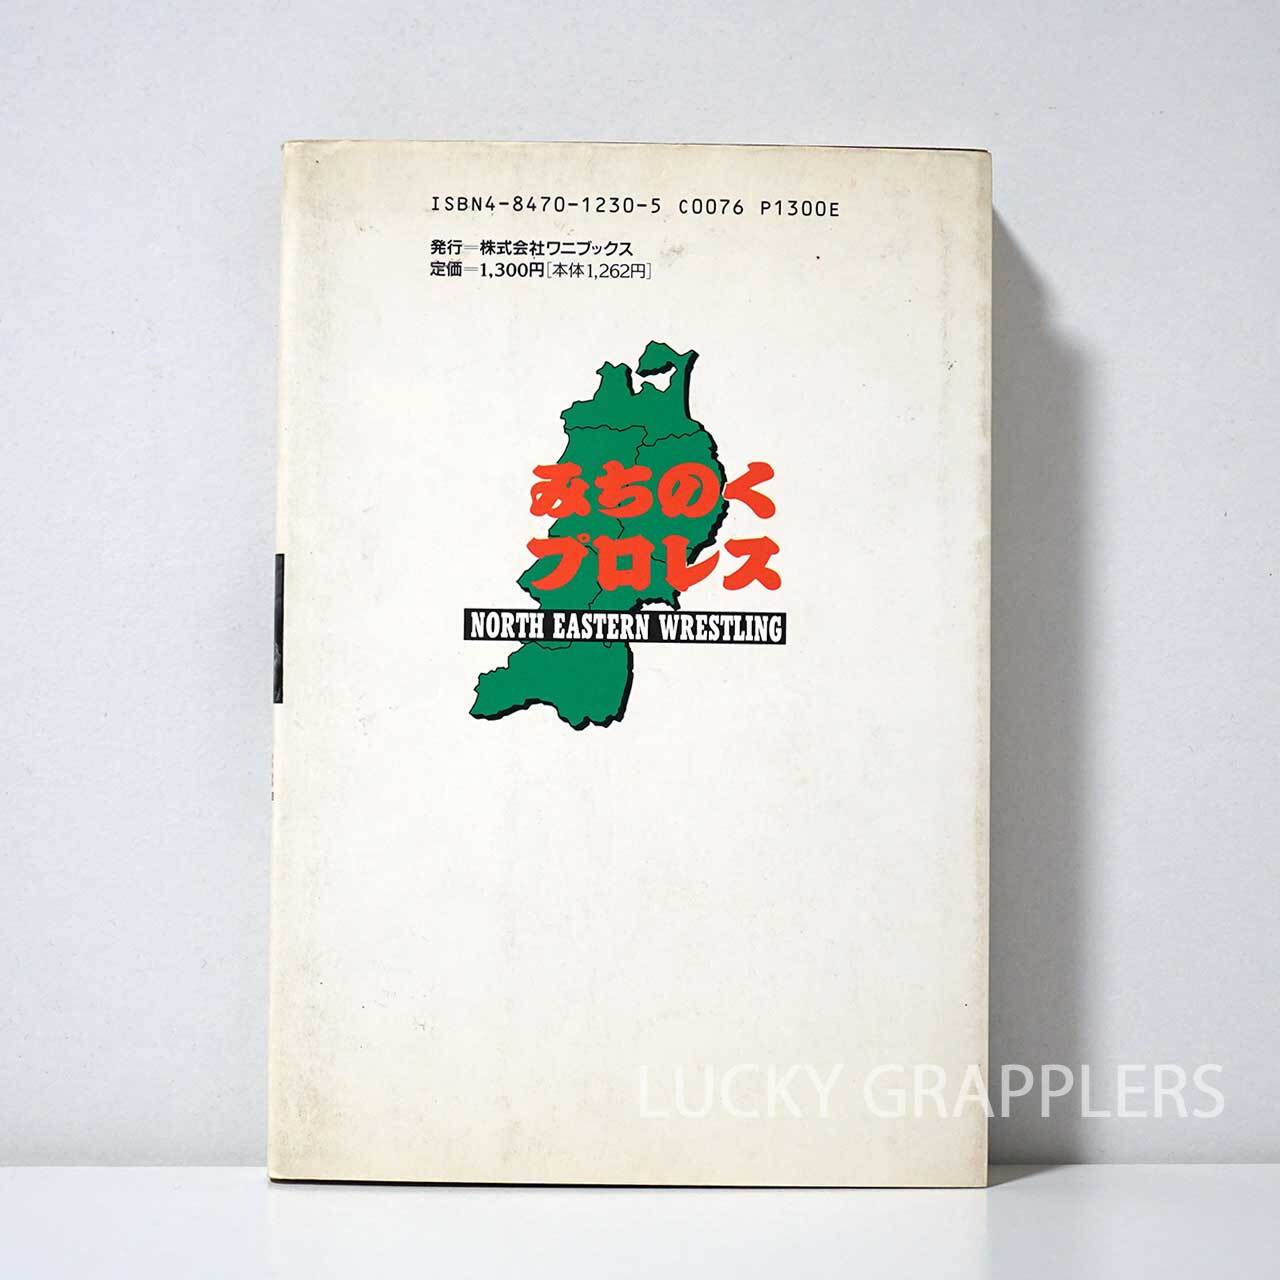 ISBN4-8470-1230-5 C0076 P1300E
発行＝株式会社ワニブックス
定価＝1,300円[本体1,262円]
みちのく
プロレス
NORTH EASTERN WRESTLING
LUCKY GRAPPLERS